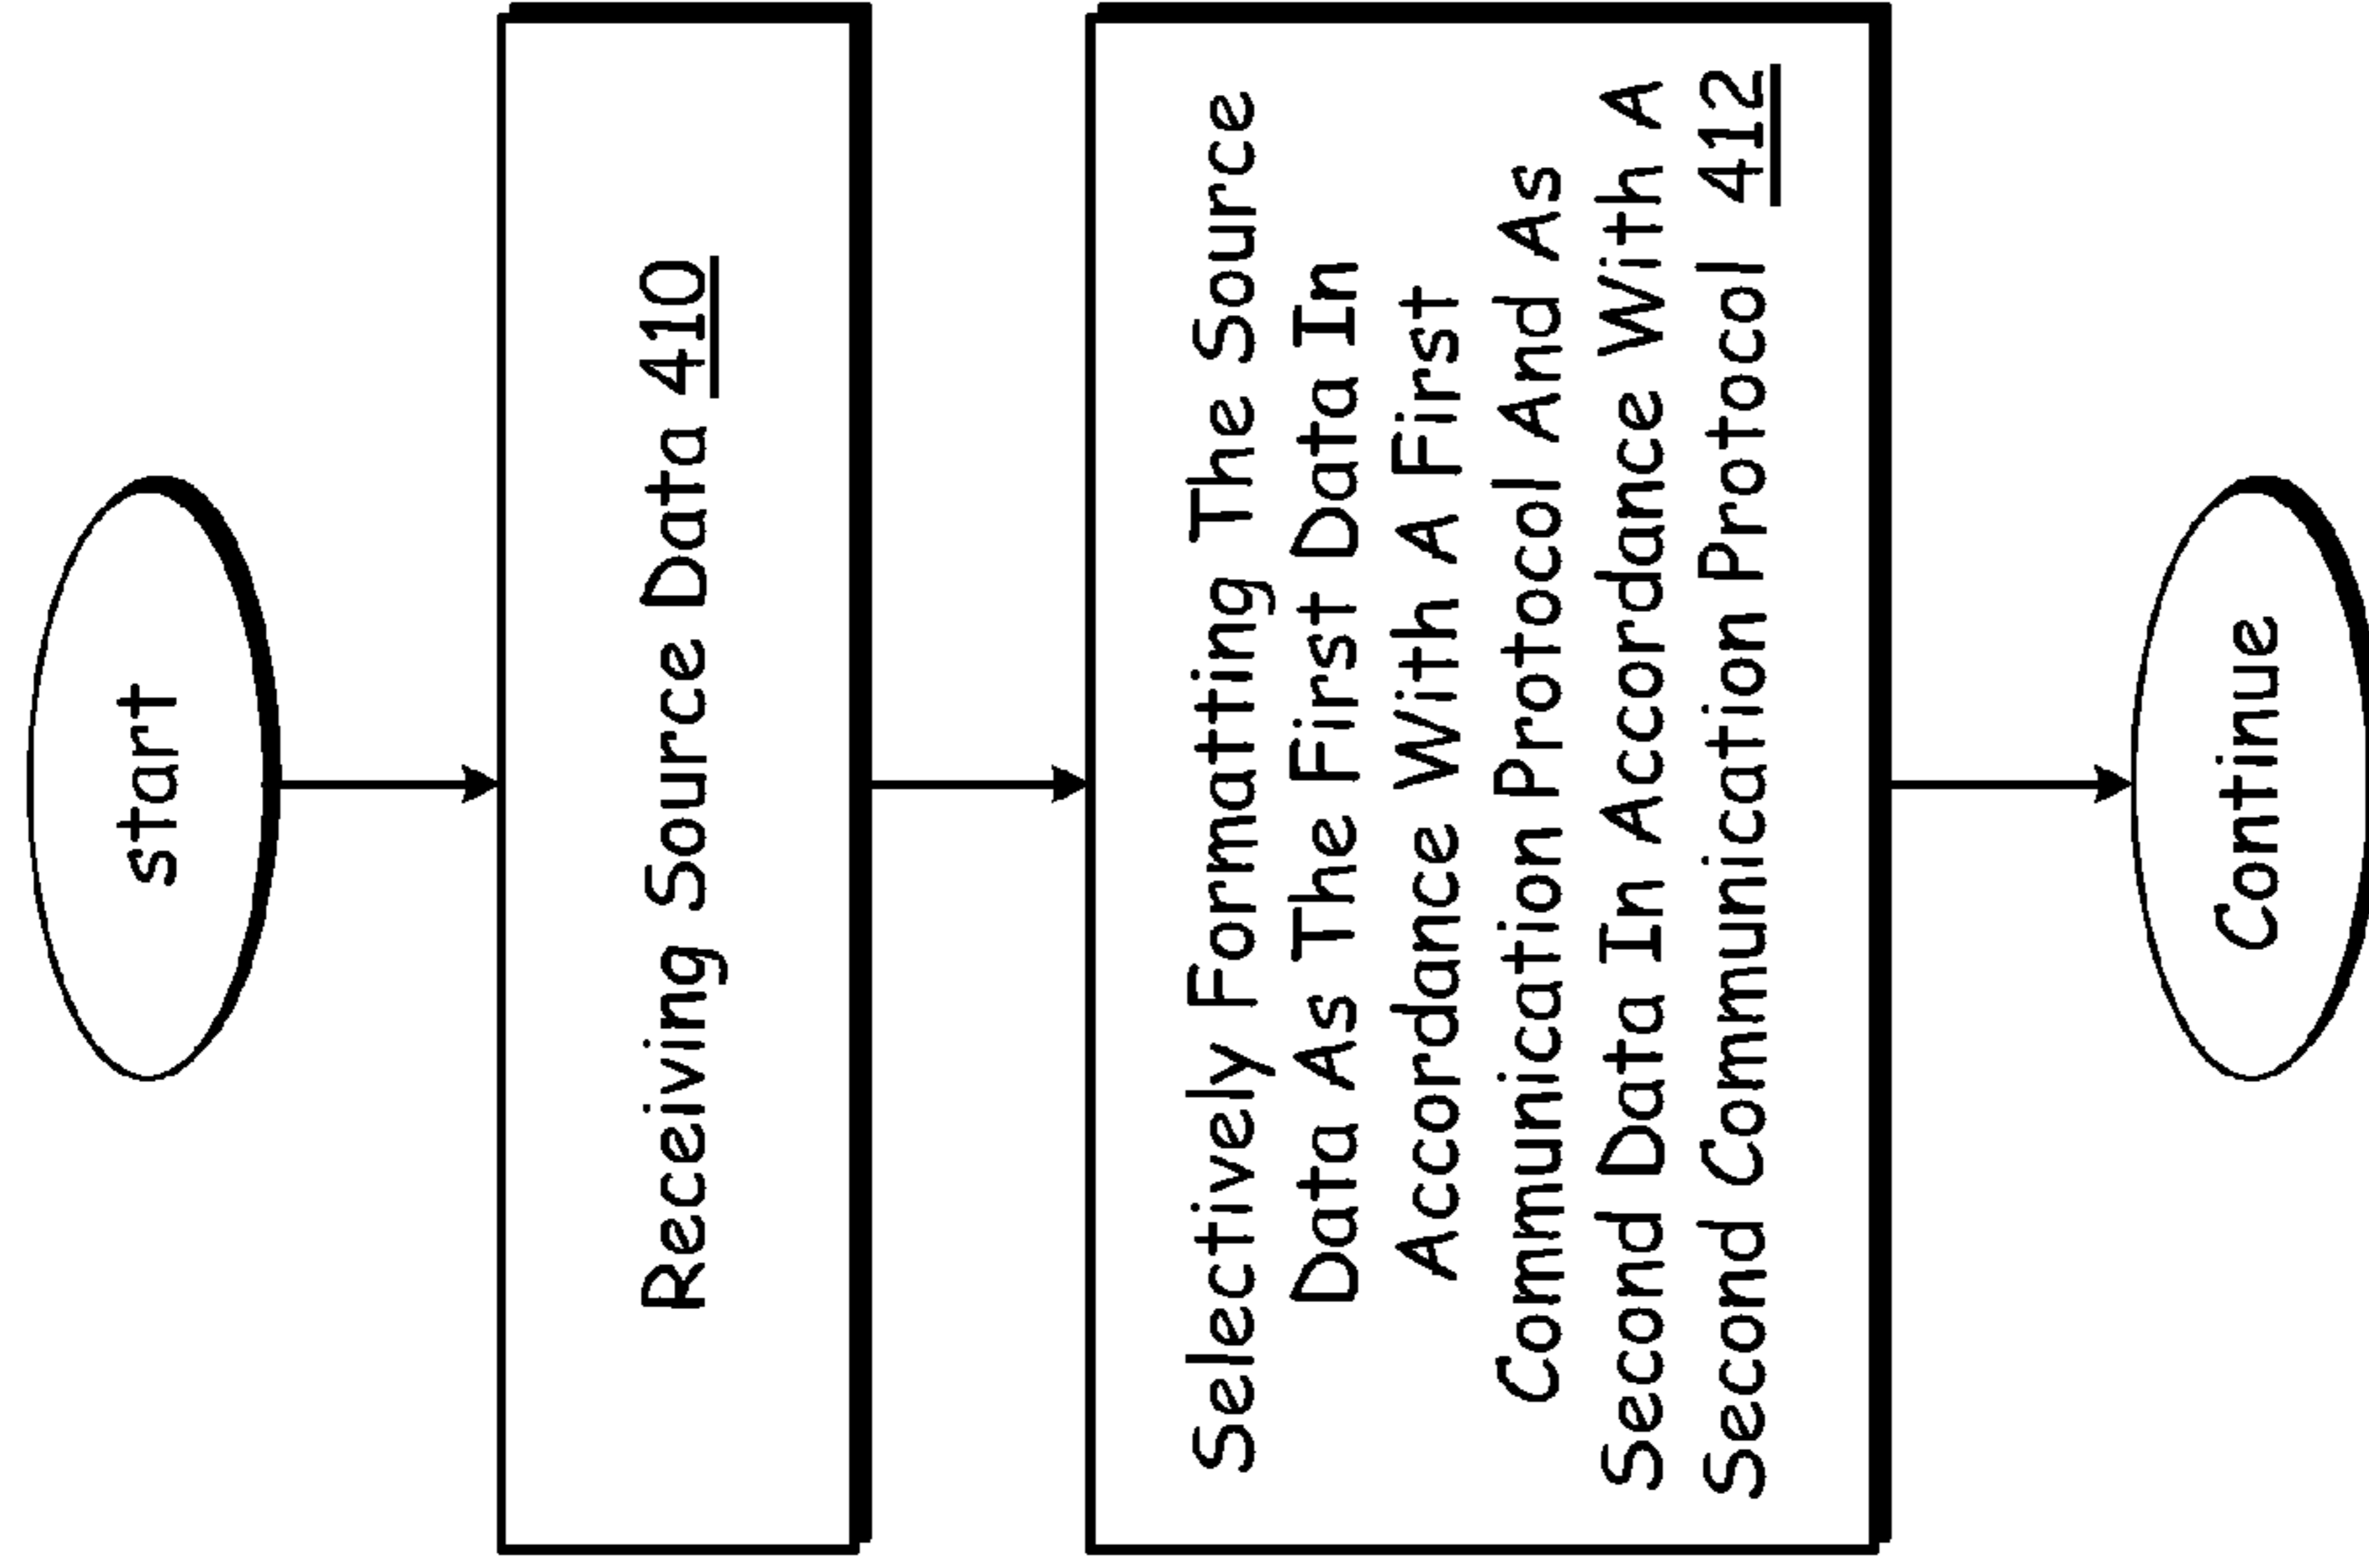 start
Receiving Source Data 410
Selectively Formatting The Source
Data As The First Data In
Accordance With A First
Communication Protocol And As
Second Data In Accordance With A
Second Communication Protocol 412
Continue